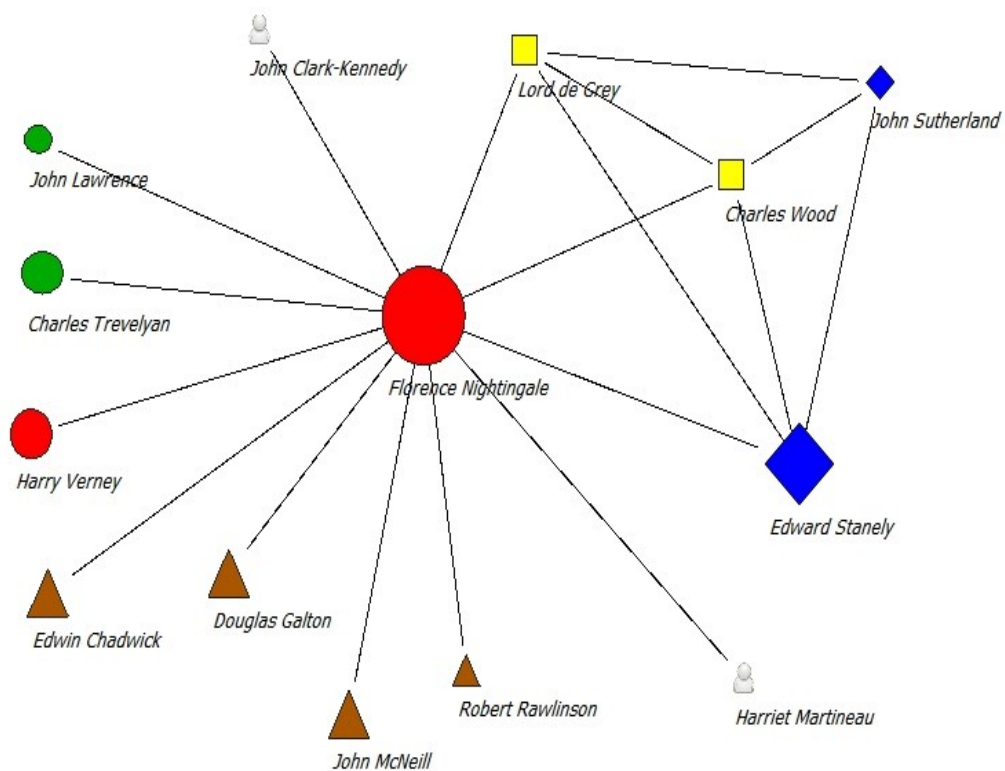 John Clark-Kennedy
Lord de Grey
John Sutherland
John Lawrence
Charles Wood
Charles Trevelyan
Florence Nightingale
Harry Verney
Edward Stanely
Edwin Chadwick
Douglas Galton
Robert Rawlinson
Harriet Martineau
John McNeill